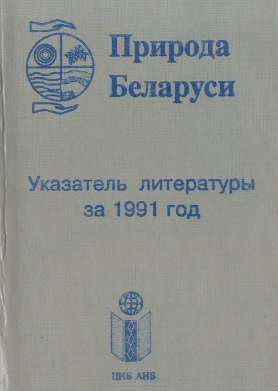 Природа
Беларуси
Указатель литературы
за 1991 год
ЦНБ АНБ